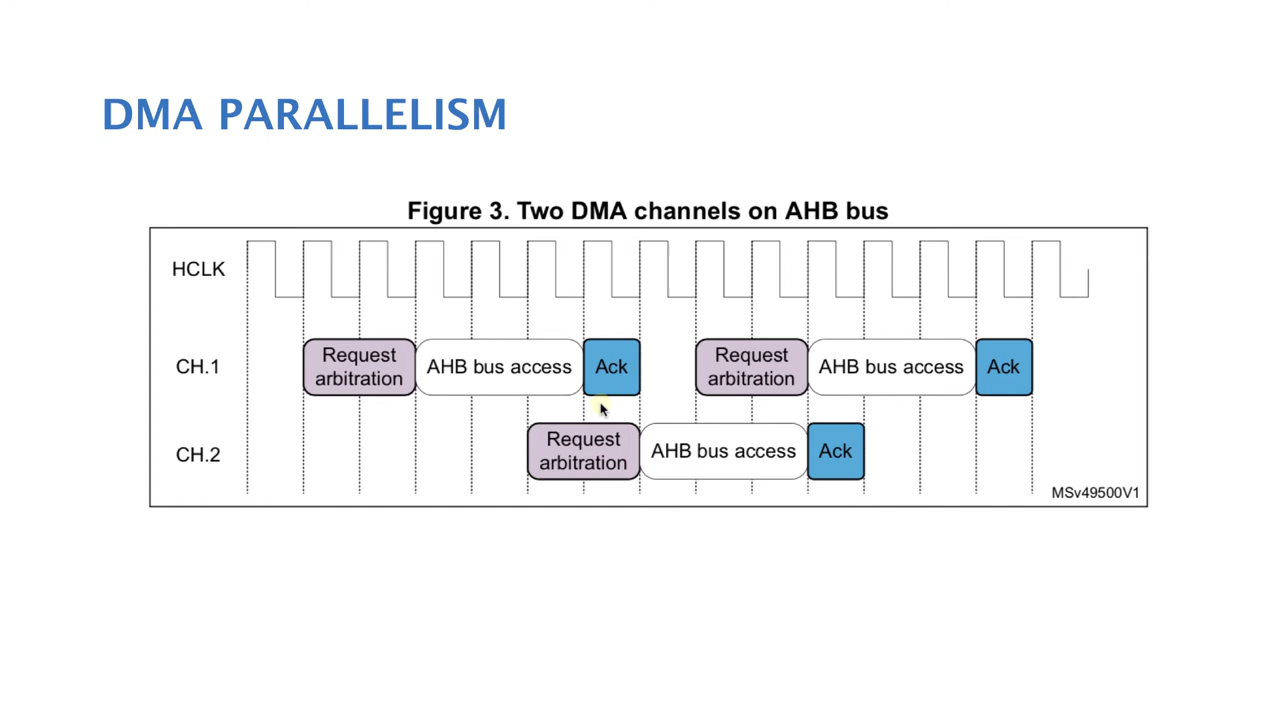 DMA PARALLELISM
Figure 3. Two DMA channels on AHB bus
HCLK
CH.1
Request
arbitration
AHB bus access
Ack
Request
arbitration
AHB bus access
Ack
CH.2
Request
arbitration
AHB bus access
Ack
MSv49500V1